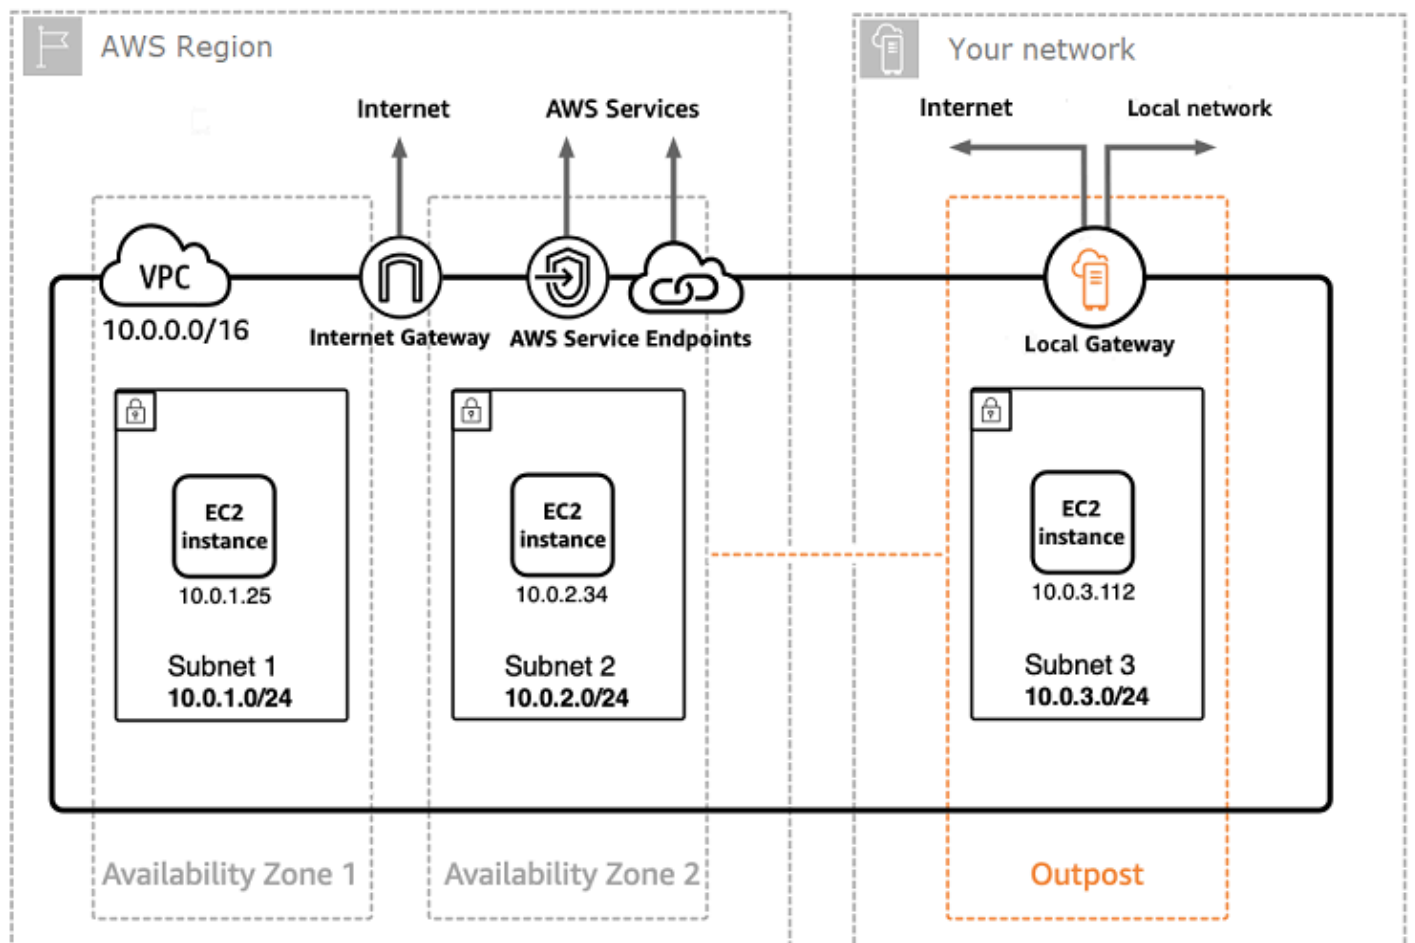 AWS Region
Your network
Internet
AWS Services
Internet
Local network
VPC
10.0.0.0/16
Internet Gateway
AWS Service Endpoints
Local Gateway
EC2
instance
10.0.1.25
Subnet 1
10.0.1.0/24
EC2
instance
10.0.2.34
Subnet 2
10.0.2.0/24
EC2
instance
10.0.3.112
Subnet 3
10.0.3.0/24
Availability Zone 1
Availability Zone 2
Outpost